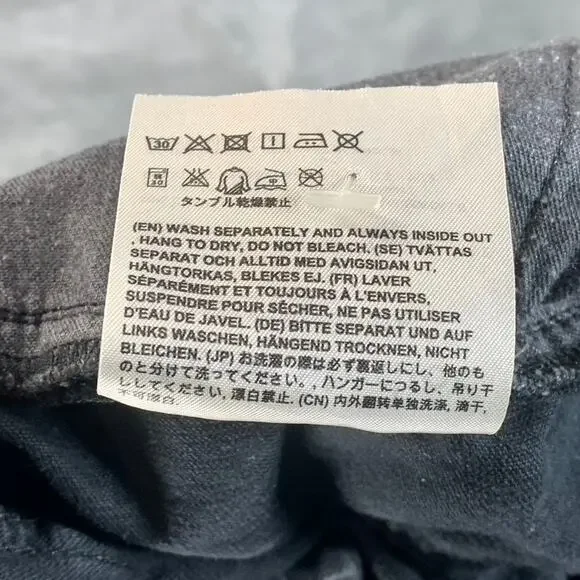 30
30
タンブル乾燥禁止
(EN) WASH SEPARATELY AND ALWAYS INSIDE OUT
, HANG TO DRY, DO NOT BLEACH. (SE) TVÄTTAS
SEPARAT OCH ALLTID MED AVIGSIDAN UT,
HÄNGTORKAS, BLEKES EJ. (FR) LAVER
SÉPARÉMENT ET TOUJOURS À L'ENVERS,
SUSPENDRE POUR SÉCHER, NE PAS UTILISER
D'EAU DE JAVEL. (DE) BITTE SEPARAT UND AUF
LINKS WASCHEN, HÄNGEND TROCKNEN, NICHT
BLEICHEN. (JP) お洗濯の際は必ず裏返しにし、他のも
のと分けて洗ってください。, ハンガーにつるし、吊り干
ししてください。, 漂白禁止. (CN) 内外翻转单独洗涤, 滴干,
不可漂白.